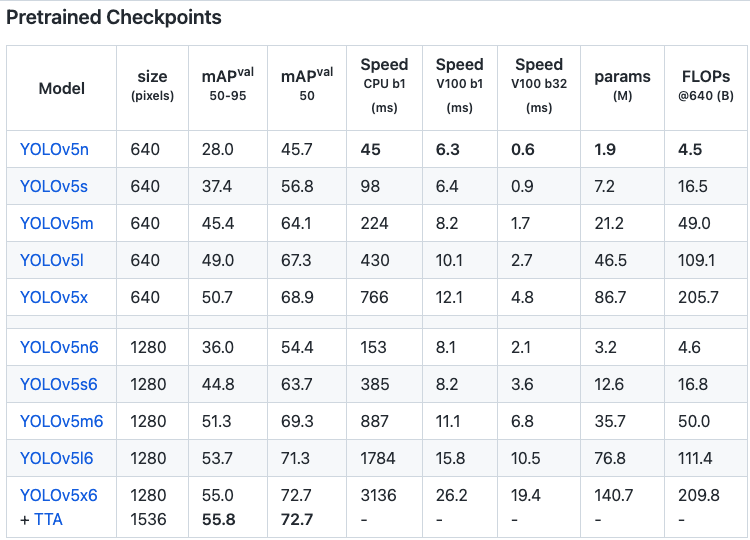 Pretrained Checkpoints
Model size (pixels) mAPval 50-95 mAPval 50 Speed CPU b1 (ms) Speed V100 b1 (ms) Speed V100 b32 (ms) params (M) FLOPs @640 (B)
YOLOv5n 640 28.0 45.7 45 6.3 0.6 1.9 4.5
YOLOv5s 640 37.4 56.8 98 6.4 0.9 7.2 16.5
YOLOv5m 640 45.4 64.1 224 8.2 1.7 21.2 49.0
YOLOv5l 640 49.0 67.3 430 10.1 2.7 46.5 109.1
YOLOv5x 640 50.7 68.9 766 12.1 4.8 86.7 205.7
YOLOv5n6 1280 36.0 54.4 153 8.1 2.1 3.2 4.6
YOLOv5s6 1280 44.8 63.7 385 8.2 3.6 12.6 16.8
YOLOv5m6 1280 51.3 69.3 887 11.1 6.8 35.7 50.0
YOLOv5l6 1280 53.7 71.3 1784 15.8 10.5 76.8 111.4
YOLOv5x6 1280 55.0 72.7 3136 26.2 19.4 140.7 209.8
+ TTA 1536 55.8 72.7 - - - - -